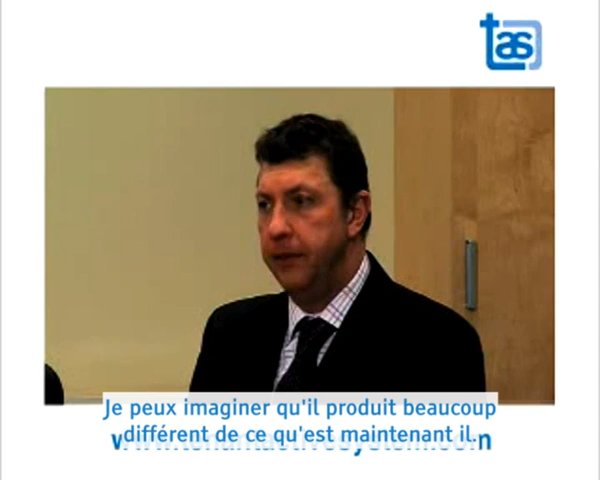 tas
Je peux imaginer qu'il produit beaucoup
différent de ce qu'est maintenant il.